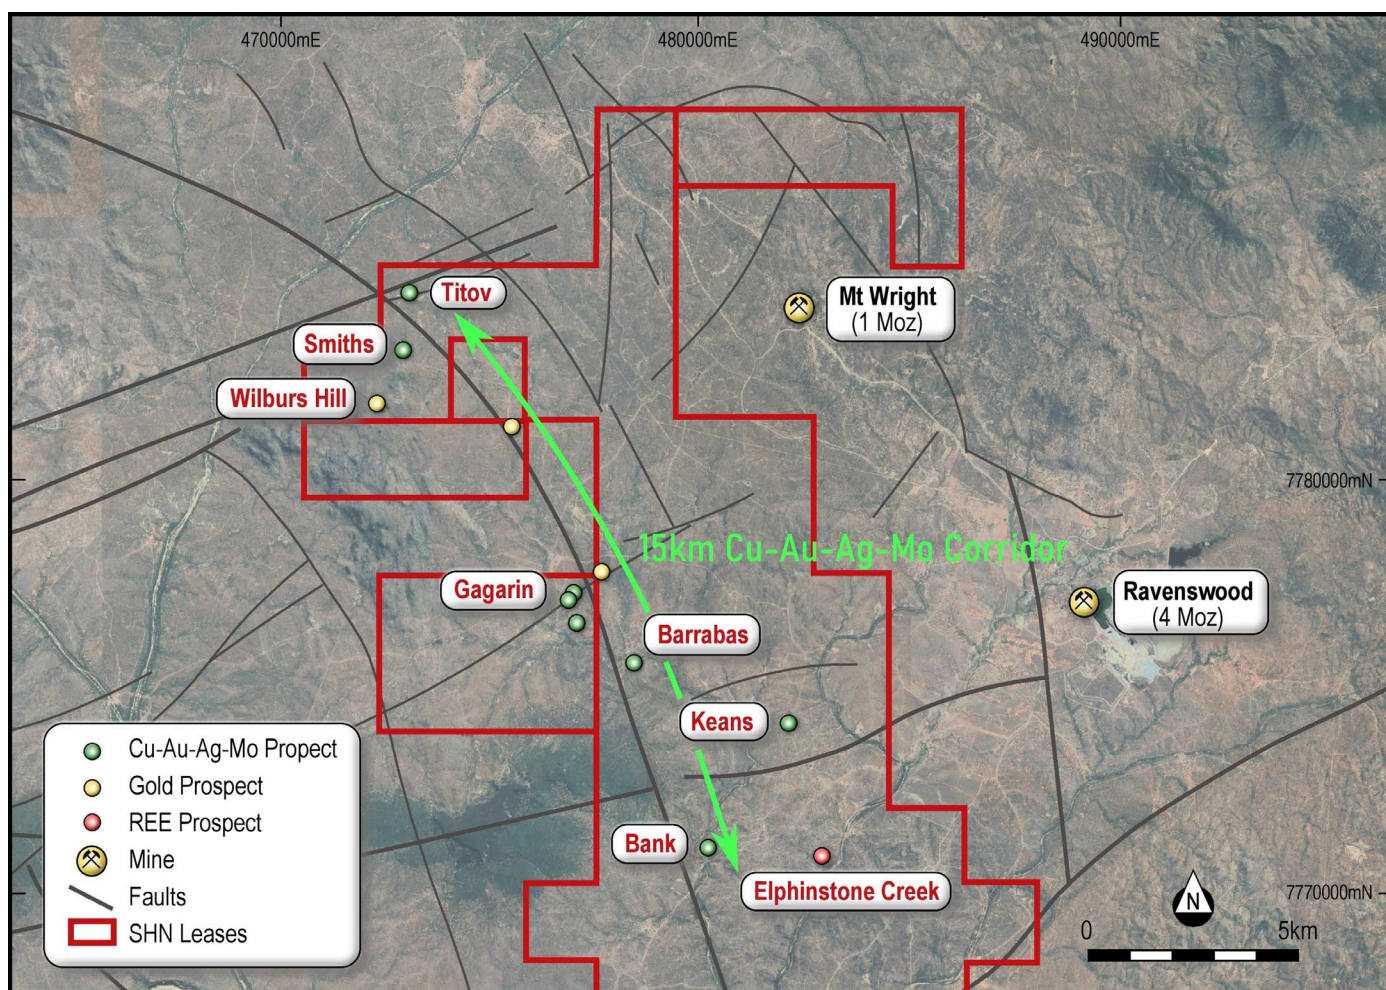 470000mE
480000mE
490000mE
Titov
Mt Wright
(1 Moz)
Smiths
Wilburs Hill
7780000mN
15km Cu-Au-Ag-Mo Corridor
Gagarin
Ravenswood
(4 Moz)
Barrabas
Keans
Bank
Elphinstone Creek
7770000mN
Cu-Au-Ag-Mo Propect
Gold Prospect
REE Prospect
Mine
Faults
SHN Leases
N
0
5km